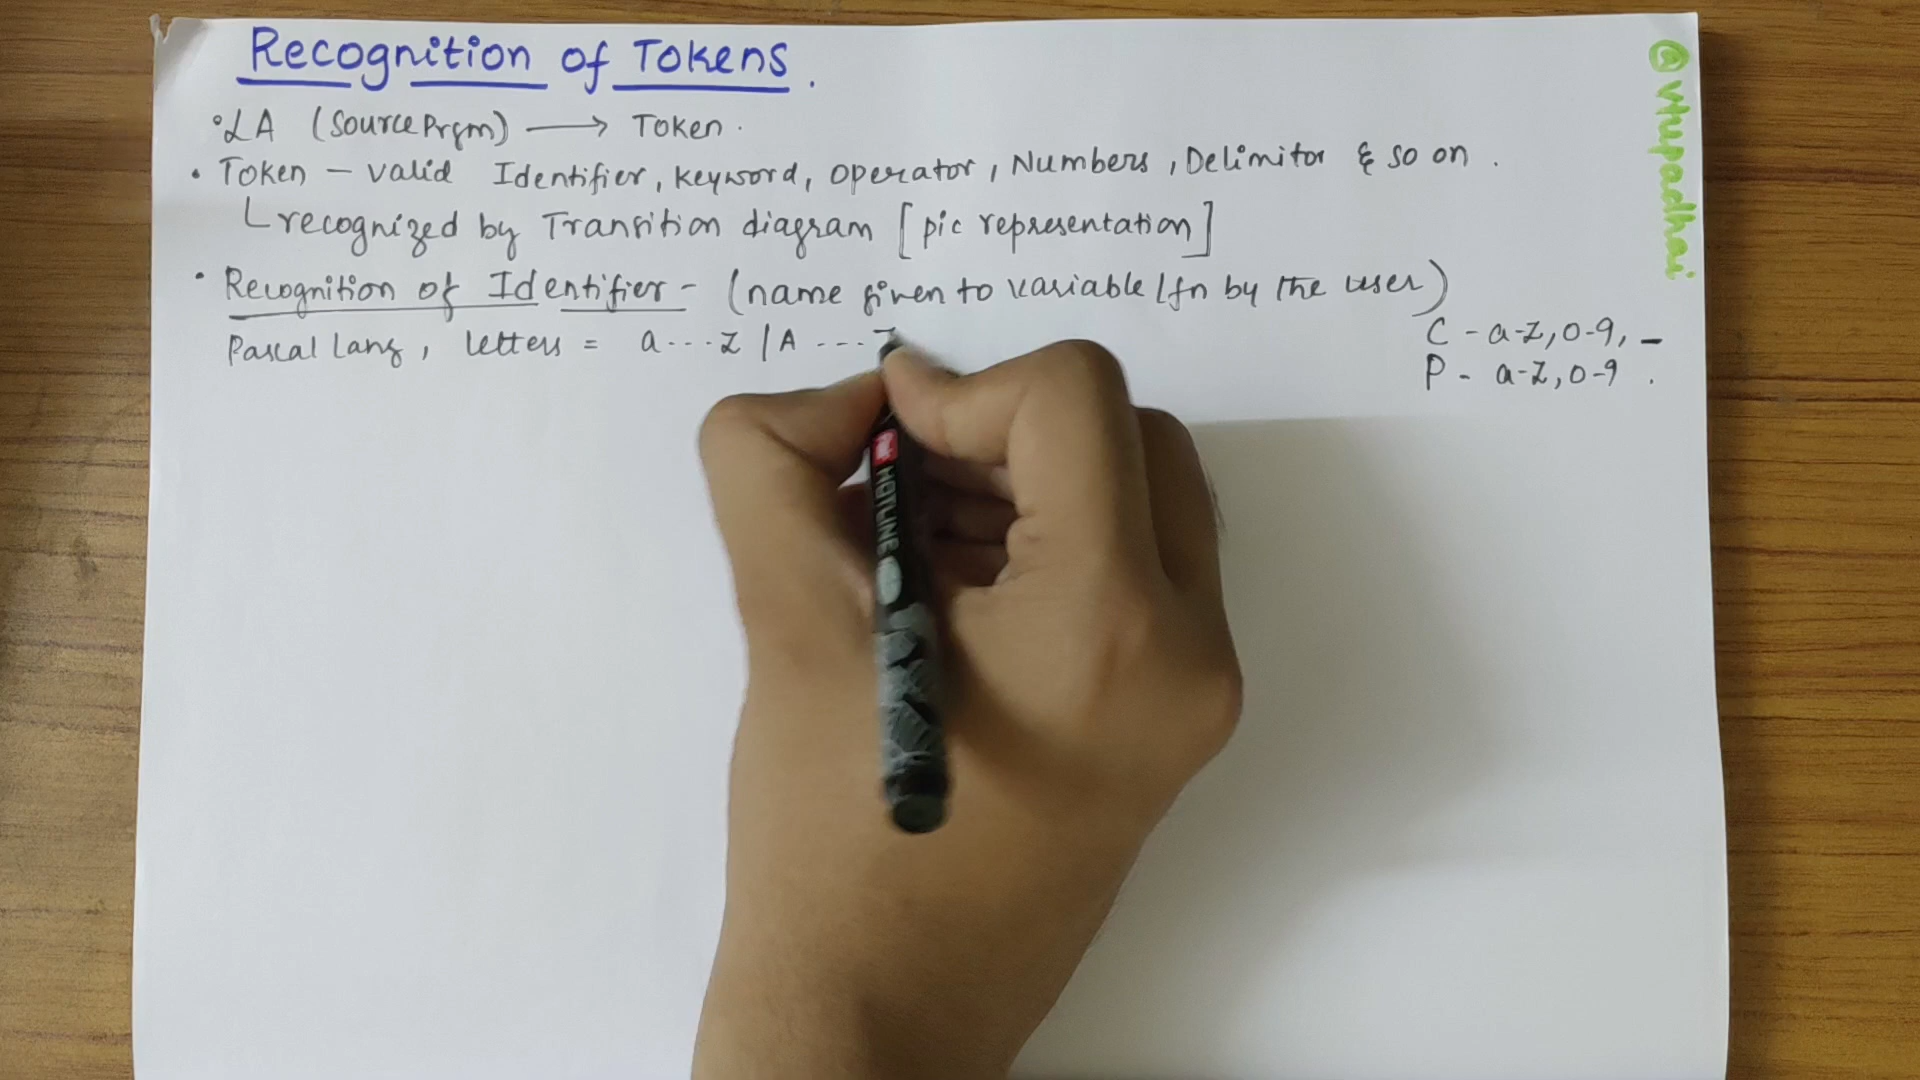 Recognition of Tokens.
LA (Source Prgm) ⟶ Token.
• Token – valid Identifier, keyword, operator, Numbers, Delimitor & so on.
recognized by Transition diagram [pic representation]
• Recognition of Identifier - (name given to variable/fn by the user)
Pascal Lang, letters = a...z | A ---- Z
C - a-z, 0-9, _
P - a-z, 0-9.
@vtupadhai
HOTLINE